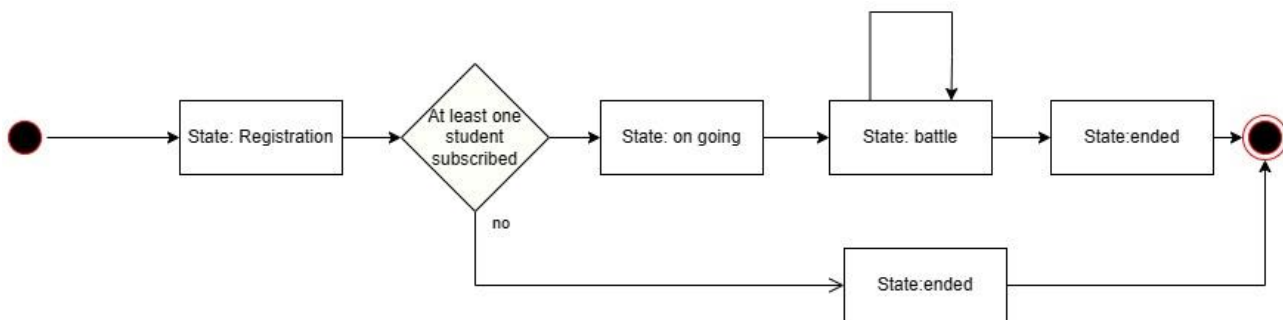 State: Registration
At least one
student
subscribed
State: on going
State: battle
State:ended
no
State:ended